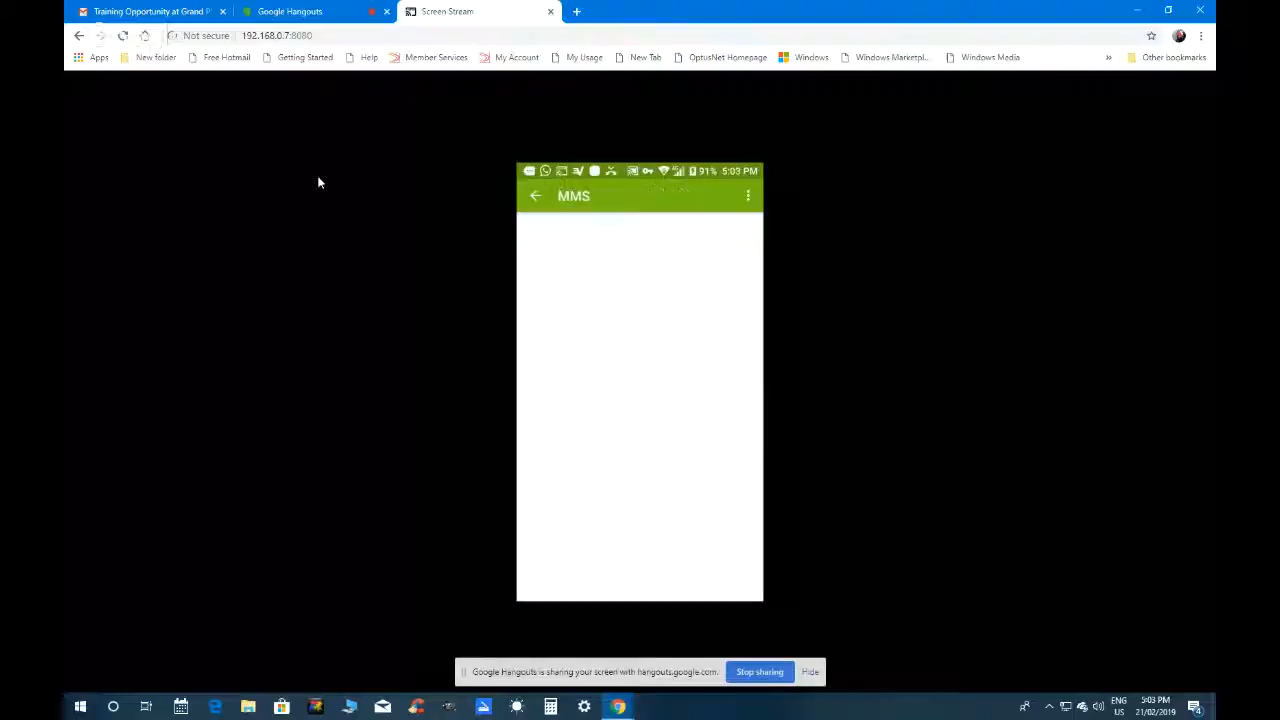 Training Opportunity at Grand P
Google Hangouts
Screen Stream
Not secure
192.168.0.7:8080
Apps
New folder
Free Hotmail
Getting Started
Help
Member Services
My Account
My Usage
New Tab
OptusNet Homepage
Windows
Windows Marketpl...
Windows Media
»
Other bookmarks
91% 5:03 PM
MMS
Google Hangouts is sharing your screen with hangouts.google.com.
Stop sharing
Hide
ENG
US
5:03 PM
21/02/2019